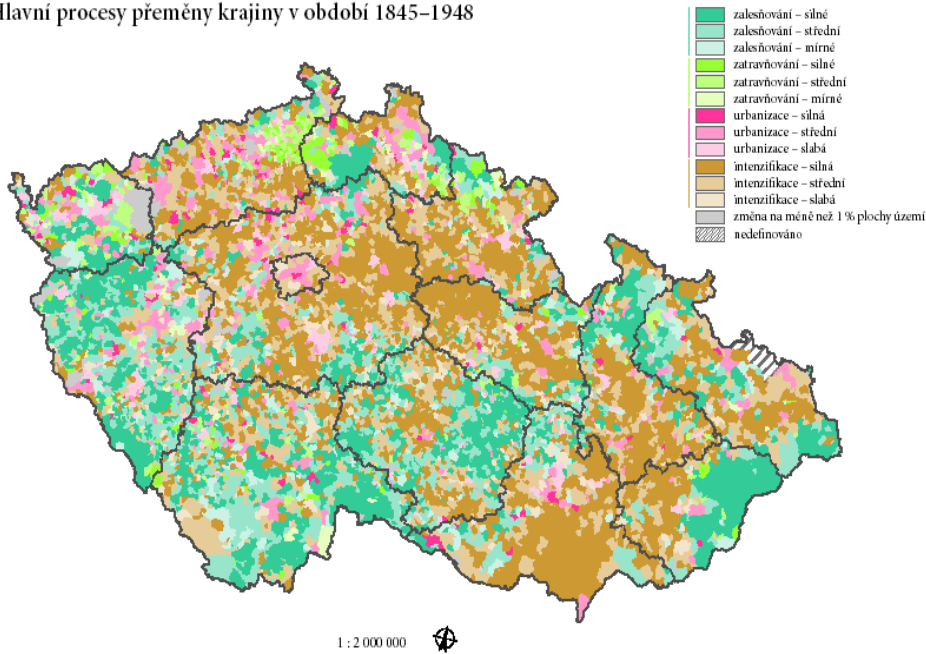 Hlavní procesy přeměny krajiny v období 1845–1948
zalesňování – silné
zalesňování – střední
zalesňování – mírné
zatravňování – silné
zatravňování – střední
zatravňování – mírné
urbanizace – silná
urbanizace – střední
urbanizace – slabá
intenzifikace – silná
intenzifikace – střední
intenzifikace – slabá
změna na méně než 1 % plochy území
nedefinováno
1 : 2 000 000